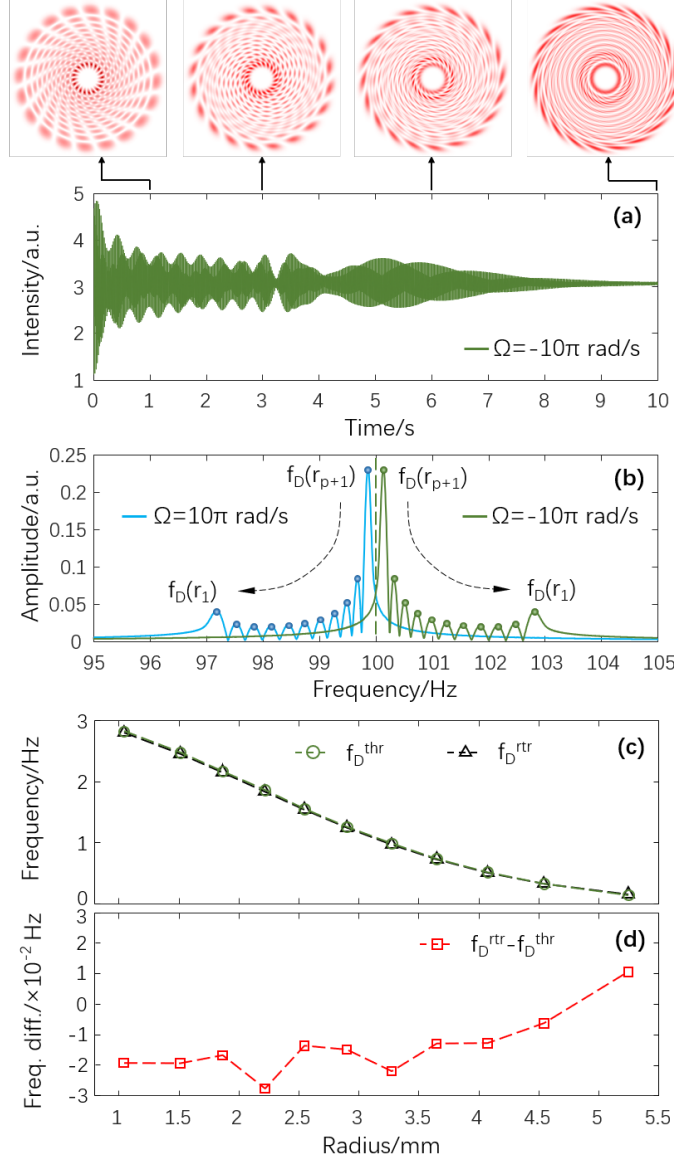 (a)
5
4
3
2
1
Intensity/a.u.
Ω=-10π rad/s
0 1 2 3 4 5 6 7 8 9 10
Time/s
(b)
0.25
0.2
0.15
0.1
0.05
0
Amplitude/a.u.
f_D(r_{p+1}) f_D(r_{p+1})
Ω=10π rad/s Ω=-10π rad/s
f_D(r_1) f_D(r_1)
95 96 97 98 99 100 101 102 103 104 105
Frequency/Hz
(c)
3
2
1
0
Frequency/Hz
f_D^{thr} f_D^{rtr}
(d)
3
2
1
0
-1
-2
-3
Freq. diff./×10^{-2} Hz
f_D^{rtr}-f_D^{thr}
1 1.5 2 2.5 3 3.5 4 4.5 5 5.5
Radius/mm